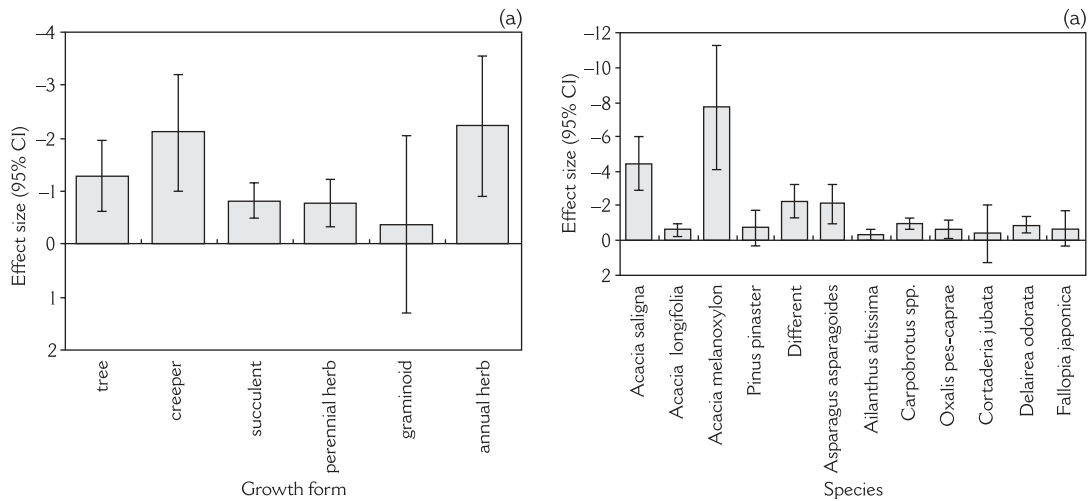 (a)
Effect size (95% CI)
–4
–3
–2
–1
0
1
2
tree
creeper
succulent
perennial herb
graminoid
annual herb
Growth form
(a)
Effect size (95% CI)
–12
–10
–8
–6
–4
–2
0
2
Acacia saligna
Acacia longifolia
Acacia melanoxylon
Pinus pinaster
Different
Asparagus asparagoides
Ailanthus altissima
Carpobrotus spp.
Oxalis pes-caprae
Cortaderia jubata
Delairea odorata
Fallopia japonica
Species